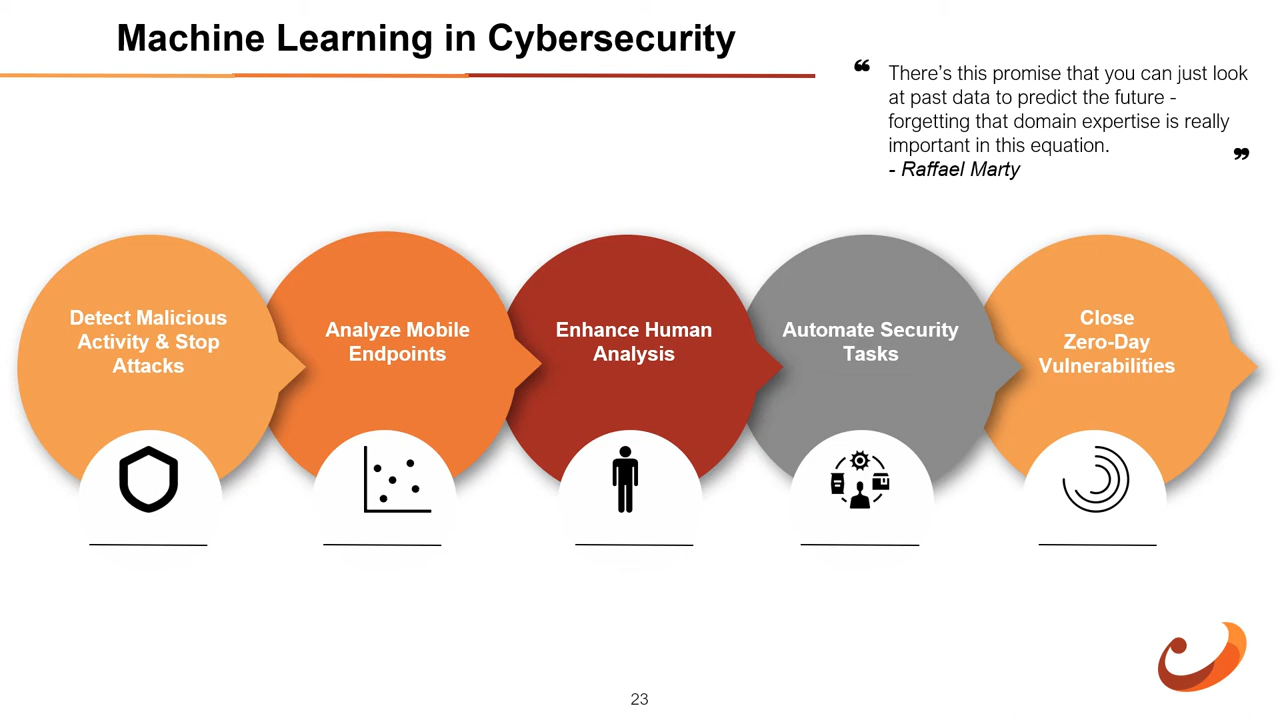 Machine Learning in Cybersecurity
❝ There’s this promise that you can just look
at past data to predict the future -
forgetting that domain expertise is really
important in this equation. ❞
- Raffael Marty
Detect Malicious
Activity & Stop
Attacks
Analyze Mobile
Endpoints
Enhance Human
Analysis
Automate Security
Tasks
Close
Zero-Day
Vulnerabilities
23